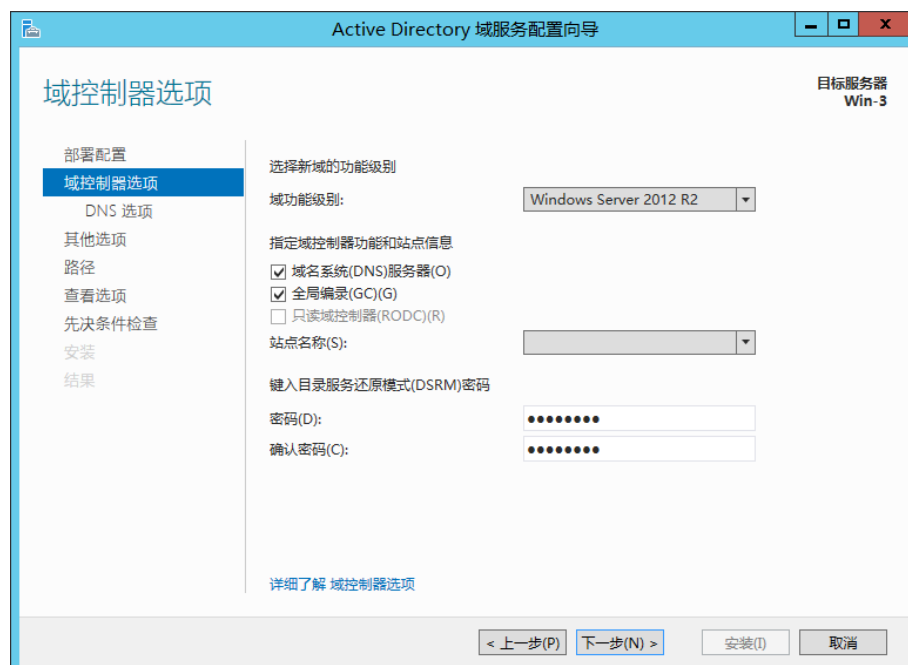 Active Directory 域服务配置向导
域控制器选项
目标服务器
Win-3
部署配置
域控制器选项
DNS 选项
其他选项
路径
查看选项
先决条件检查
安装
结果
选择新域的功能级别
域功能级别: Windows Server 2012 R2
指定域控制器功能和站点信息
域名系统(DNS)服务器(O)
全局编录(GC)(G)
只读域控制器(RODC)(R)
站点名称(S):
键入目录服务还原模式(DSRM)密码
密码(D): ●●●●●●●●
确认密码(C): ●●●●●●●●
详细了解 域控制器选项
< 上一步(P) 下一步(N) > 安装(I) 取消